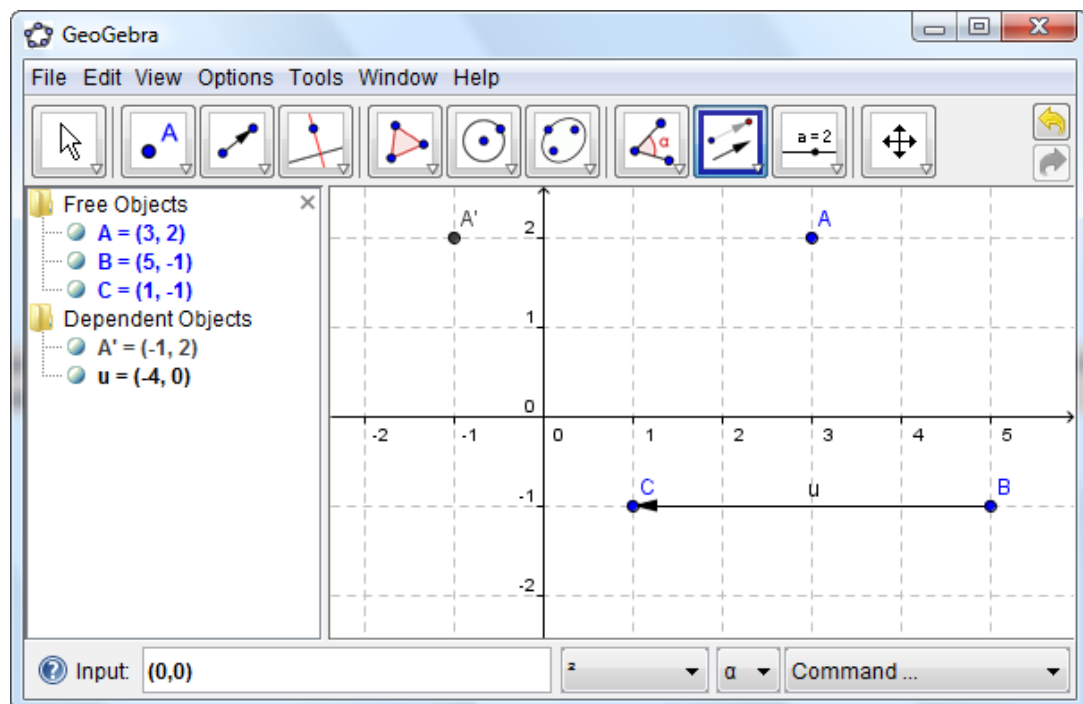 GeoGebra
File Edit View Options Tools Window Help
A
α
a = 2
Free Objects
A = (3, 2)
B = (5, -1)
C = (1, -1)
Dependent Objects
A' = (-1, 2)
u = (-4, 0)
A'
A
2
1
0
-2 -1 0 1 2 3 4 5
C
u
B
-1
-2
Input: (0,0)
² α Command ...